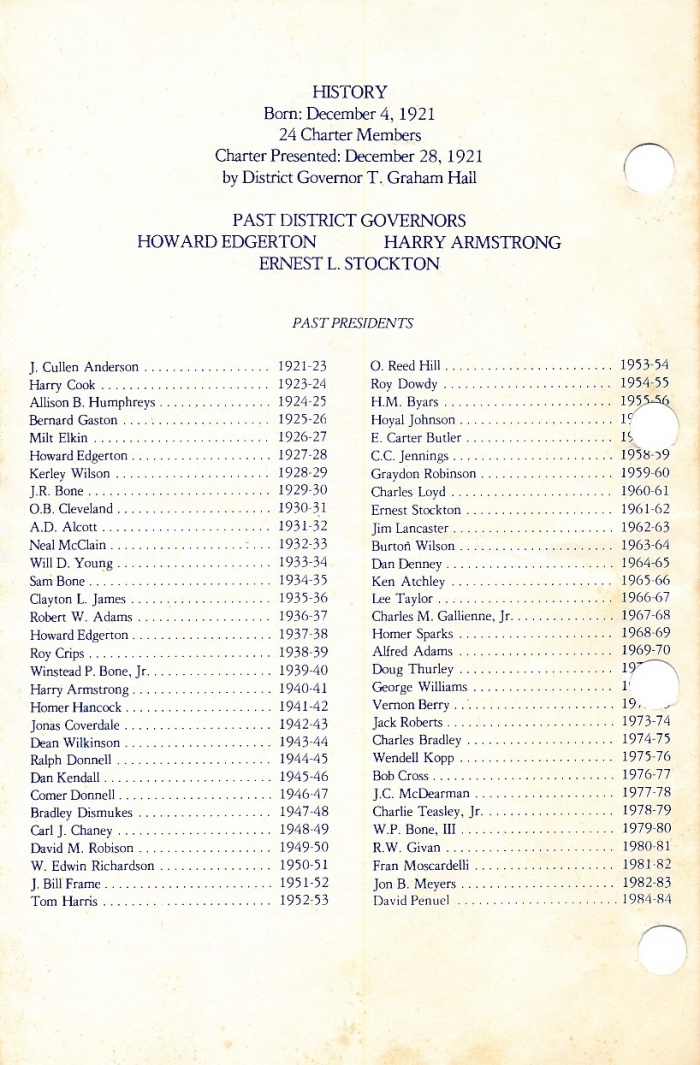 HISTORY
Born: December 4, 1921
24 Charter Members
Charter Presented: December 28, 1921
by District Governor T. Graham Hall
PAST DISTRICT GOVERNORS
HOWARD EDGERTON HARRY ARMSTRONG
ERNEST L. STOCKTON
PAST PRESIDENTS
J. Cullen Anderson . . . . . . . . . . . . . . . . . 1921-23
Harry Cook . . . . . . . . . . . . . . . . . . . . . . 1923-24
Allison B. Humphreys . . . . . . . . . . . . . . . 1924-25
Bernard Gaston . . . . . . . . . . . . . . . . . . . . 1925-26
Milt Elkin . . . . . . . . . . . . . . . . . . . . . . . 1926-27
Howard Edgerton . . . . . . . . . . . . . . . . . . 1927-28
Kerley Wilson . . . . . . . . . . . . . . . . . . . . 1928-29
J.R. Bone . . . . . . . . . . . . . . . . . . . . . . . 1929-30
O.B. Cleveland . . . . . . . . . . . . . . . . . . . . 1930-31
A.D. Alcott . . . . . . . . . . . . . . . . . . . . . . 1931-32
Neal McClain . . . . . . . . . . . . . . . . . . . . . 1932-33
Will D. Young . . . . . . . . . . . . . . . . . . . . 1933-34
Sam Bone . . . . . . . . . . . . . . . . . . . . . . . 1934-35
Clayton L. James . . . . . . . . . . . . . . . . . . 1935-36
Robert W. Adams . . . . . . . . . . . . . . . . . . 1936-37
Howard Edgerton . . . . . . . . . . . . . . . . . . 1937-38
Roy Crips . . . . . . . . . . . . . . . . . . . . . . . 1938-39
Winstead P. Bone, Jr. . . . . . . . . . . . . . . . . 1939-40
Harry Armstrong . . . . . . . . . . . . . . . . . . 1940-41
Homer Hancock . . . . . . . . . . . . . . . . . . . 1941-42
Jonas Coverdale . . . . . . . . . . . . . . . . . . . 1942-43
Dean Wilkinson . . . . . . . . . . . . . . . . . . . 1943-44
Ralph Donnell . . . . . . . . . . . . . . . . . . . . 1944-45
Dan Kendall . . . . . . . . . . . . . . . . . . . . . . 1945-46
Comer Donnell . . . . . . . . . . . . . . . . . . . . 1946-47
Bradley Dismukes . . . . . . . . . . . . . . . . . . 1947-48
Carl J. Chaney . . . . . . . . . . . . . . . . . . . . 1948-49
David M. Robison . . . . . . . . . . . . . . . . . . 1949-50
W. Edwin Richardson . . . . . . . . . . . . . . . 1950-51
J. Bill Frame . . . . . . . . . . . . . . . . . . . . . . 1951-52
Tom Harris . . . . . . . . . . . . . . . . . . . . . . 1952-53
O. Reed Hill . . . . . . . . . . . . . . . . . . . . . . 1953-54
Roy Dowdy . . . . . . . . . . . . . . . . . . . . . . 1954-55
H.M. Byars . . . . . . . . . . . . . . . . . . . . . . 1955-56
Hoyal Johnson . . . . . . . . . . . . . . . . . . . .
E. Carter Butler . . . . . . . . . . . . . . . . . . .
C.C. Jennings . . . . . . . . . . . . . . . . . . . . . 1958-59
Graydon Robinson . . . . . . . . . . . . . . . . . 1959-60
Charles Loyd . . . . . . . . . . . . . . . . . . . . . 1960-61
Ernest Stockton . . . . . . . . . . . . . . . . . . . 1961-62
Jim Lancaster . . . . . . . . . . . . . . . . . . . . . 1962-63
Burton Wilson . . . . . . . . . . . . . . . . . . . . 1963-64
Dan Denney . . . . . . . . . . . . . . . . . . . . . . 1964-65
Ken Atchley . . . . . . . . . . . . . . . . . . . . . 1965-66
Lee Taylor . . . . . . . . . . . . . . . . . . . . . . . 1966-67
Charles M. Gallienne, Jr. . . . . . . . . . . . . . 1967-68
Homer Sparks . . . . . . . . . . . . . . . . . . . . 1968-69
Alfred Adams . . . . . . . . . . . . . . . . . . . . 1969-70
Doug Thurley . . . . . . . . . . . . . . . . . . . .
George Williams . . . . . . . . . . . . . . . . . .
Vernon Berry . . . . . . . . . . . . . . . . . . . .
Jack Roberts . . . . . . . . . . . . . . . . . . . . . . 1973-74
Charles Bradley . . . . . . . . . . . . . . . . . . . 1974-75
Wendell Kopp . . . . . . . . . . . . . . . . . . . . 1975-76
Bob Cross . . . . . . . . . . . . . . . . . . . . . . . 1976-77
J.C. McDearman . . . . . . . . . . . . . . . . . . . 1977-78
Charlie Teasley, Jr. . . . . . . . . . . . . . . . . . 1978-79
W.P. Bone, III . . . . . . . . . . . . . . . . . . . . 1979-80
R.W. Givan . . . . . . . . . . . . . . . . . . . . . . 1980-81
Fran Moscardelli . . . . . . . . . . . . . . . . . . 1981-82
Jon B. Meyers . . . . . . . . . . . . . . . . . . . . 1982-83
David Penuel . . . . . . . . . . . . . . . . . . . . . 1984-84